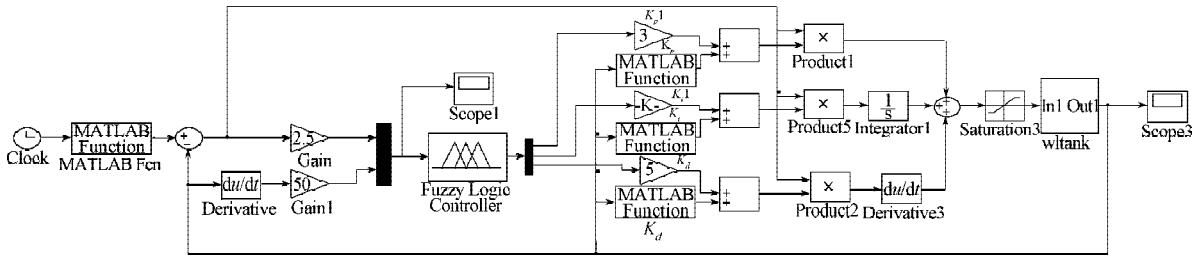 Clock
MATLAB
Function
MATLAB Fcn
2.5
Gain
du/dt
Derivative
50
Gain1
Scope1
Fuzzy Logic
Controller
Kp1
3
Kp
MATLAB
Function
Ki1
-K-
Ki
MATLAB
Function
Kd
5
MATLAB
Function
Kd
×
Product1
×
Product5
×
Product2
1
s
Integrator1
du/dt
Derivative3
Saturation3
In1 Out1
wltank
Scope3